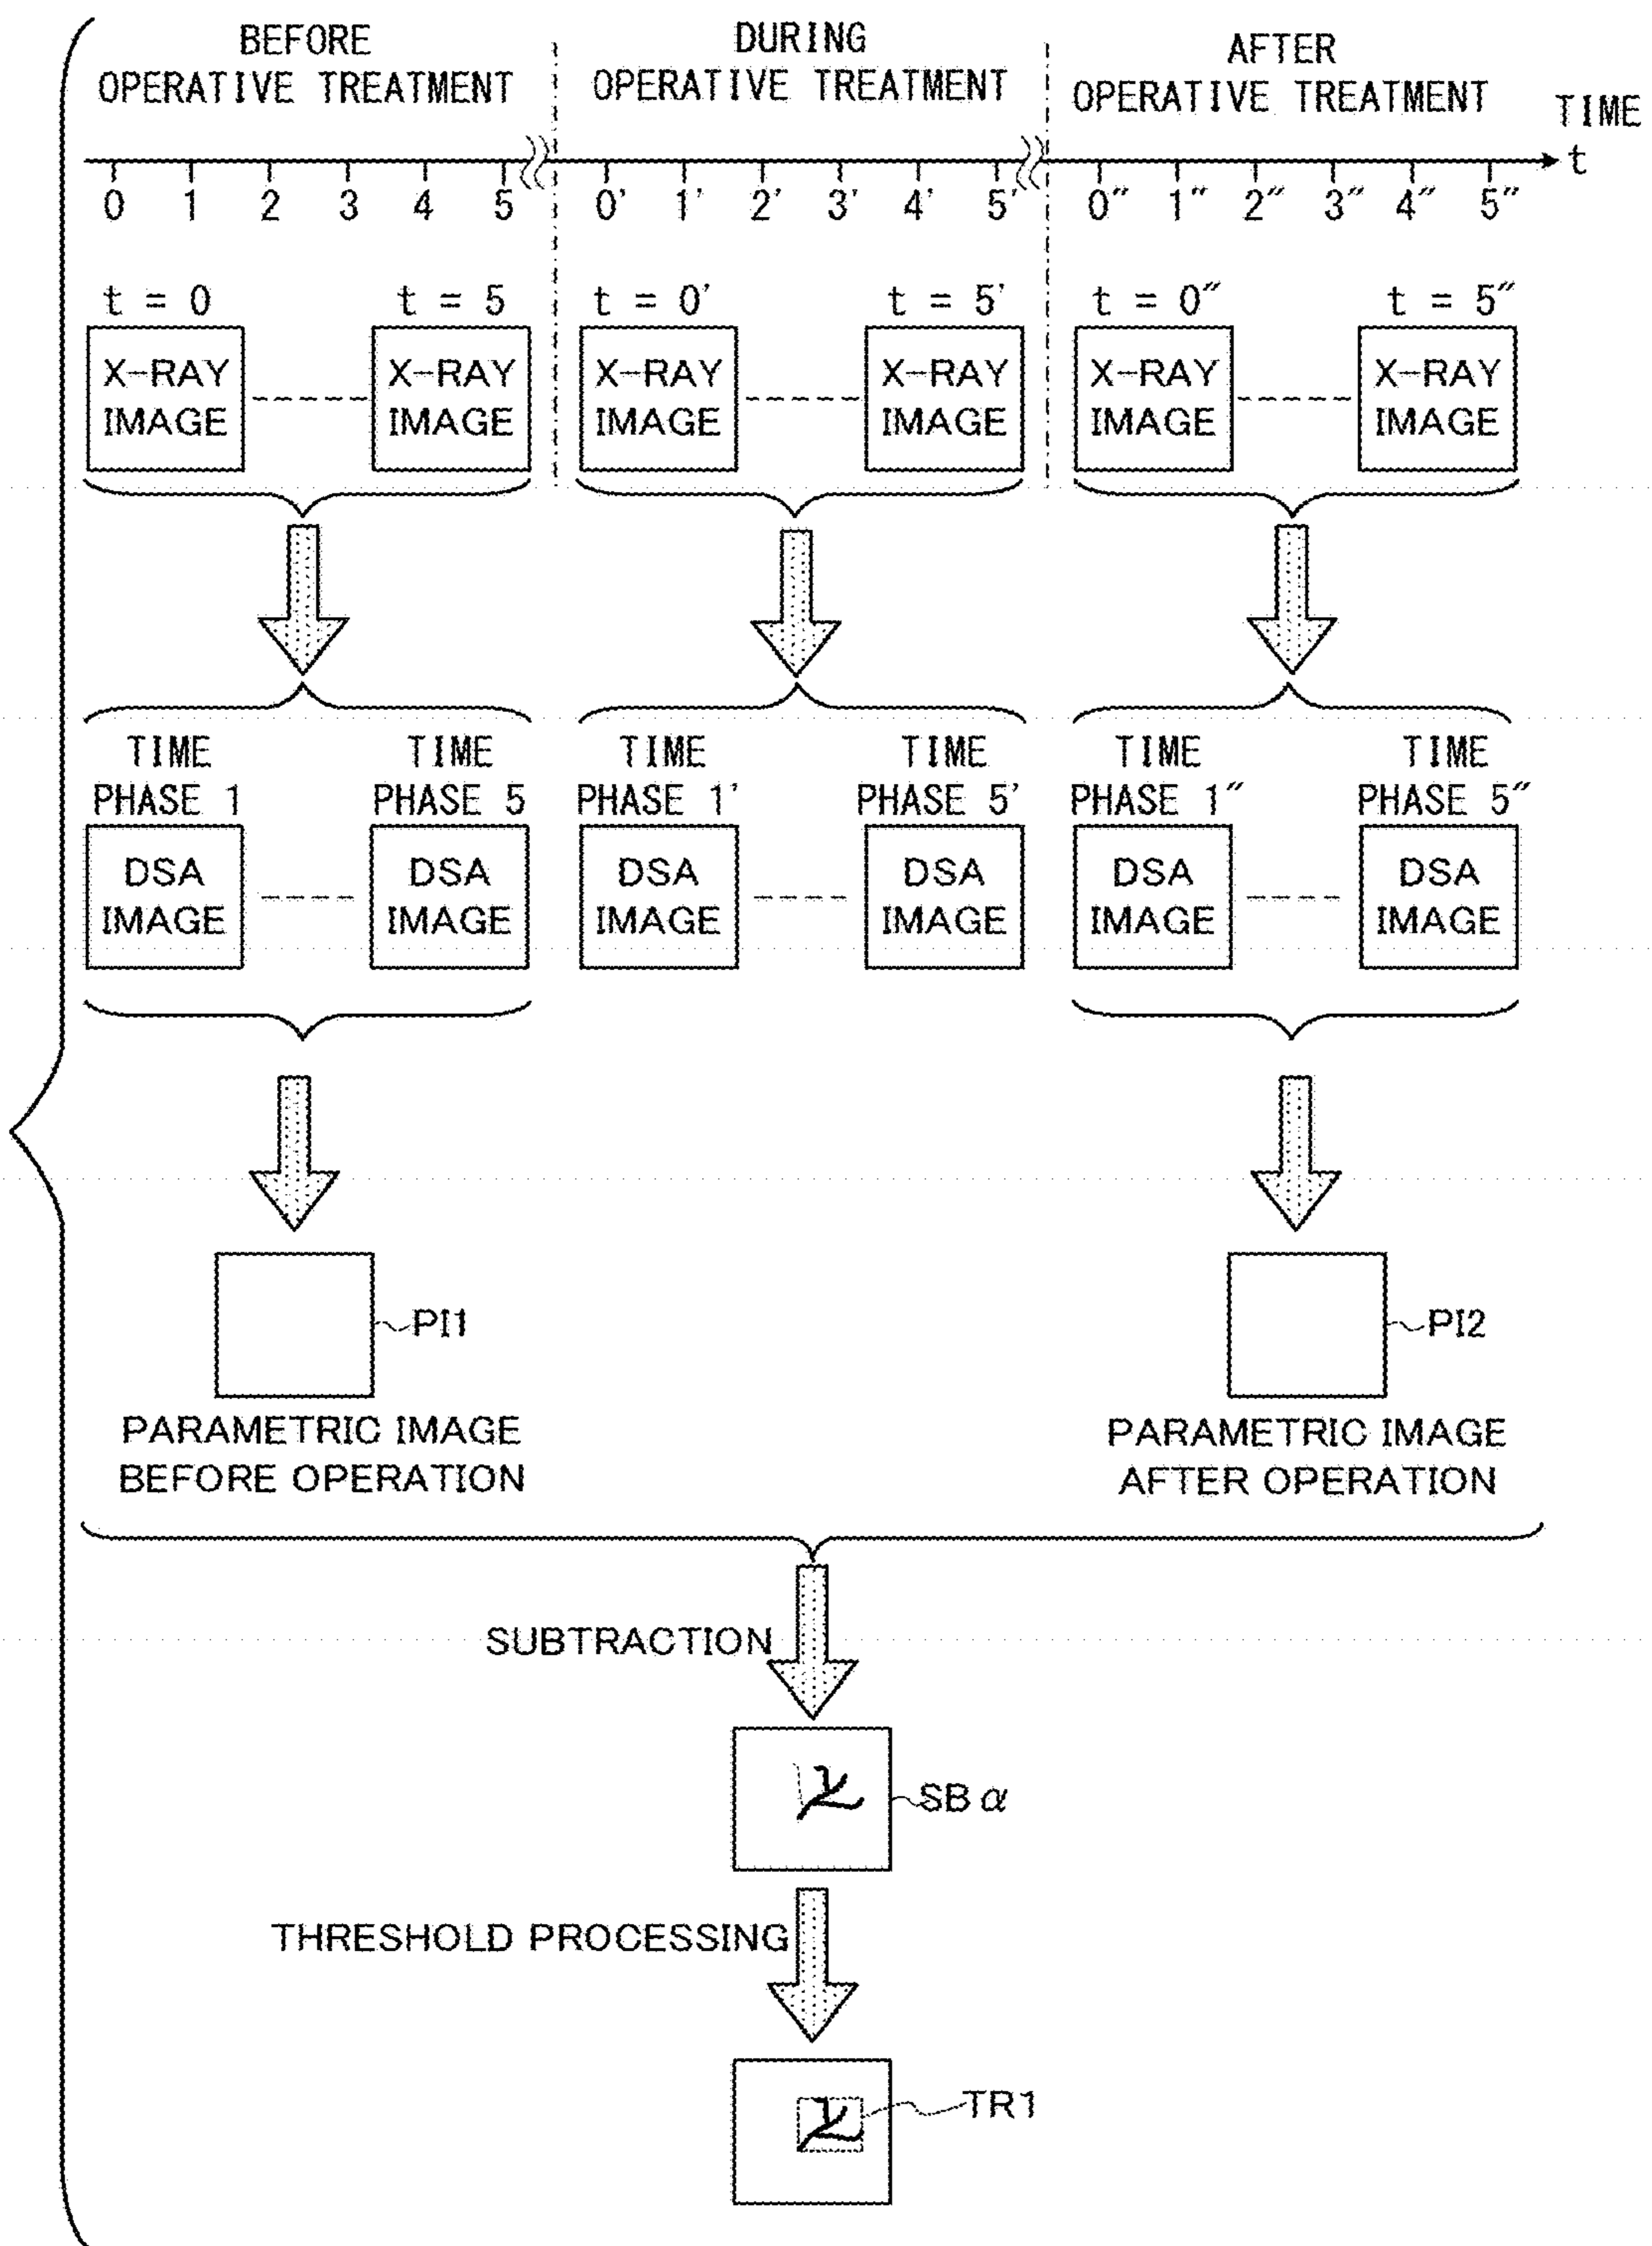 BEFORE
OPERATIVE TREATMENT
DURING
OPERATIVE TREATMENT
AFTER
OPERATIVE TREATMENT
TIME
t
0 1 2 3 4 5 0' 1' 2' 3' 4' 5' 0″ 1″ 2″ 3″ 4″ 5″
t = 0 t = 5 t = 0' t = 5' t = 0″ t = 5″
X-RAY
IMAGE
X-RAY
IMAGE
X-RAY
IMAGE
X-RAY
IMAGE
X-RAY
IMAGE
X-RAY
IMAGE
TIME
PHASE 1
TIME
PHASE 5
TIME
PHASE 1'
TIME
PHASE 5'
TIME
PHASE 1″
TIME
PHASE 5″
DSA
IMAGE
DSA
IMAGE
DSA
IMAGE
DSA
IMAGE
DSA
IMAGE
DSA
IMAGE
PI1
PI2
PARAMETRIC IMAGE
BEFORE OPERATION
PARAMETRIC IMAGE
AFTER OPERATION
SUBTRACTION
SB α
THRESHOLD PROCESSING
TR1